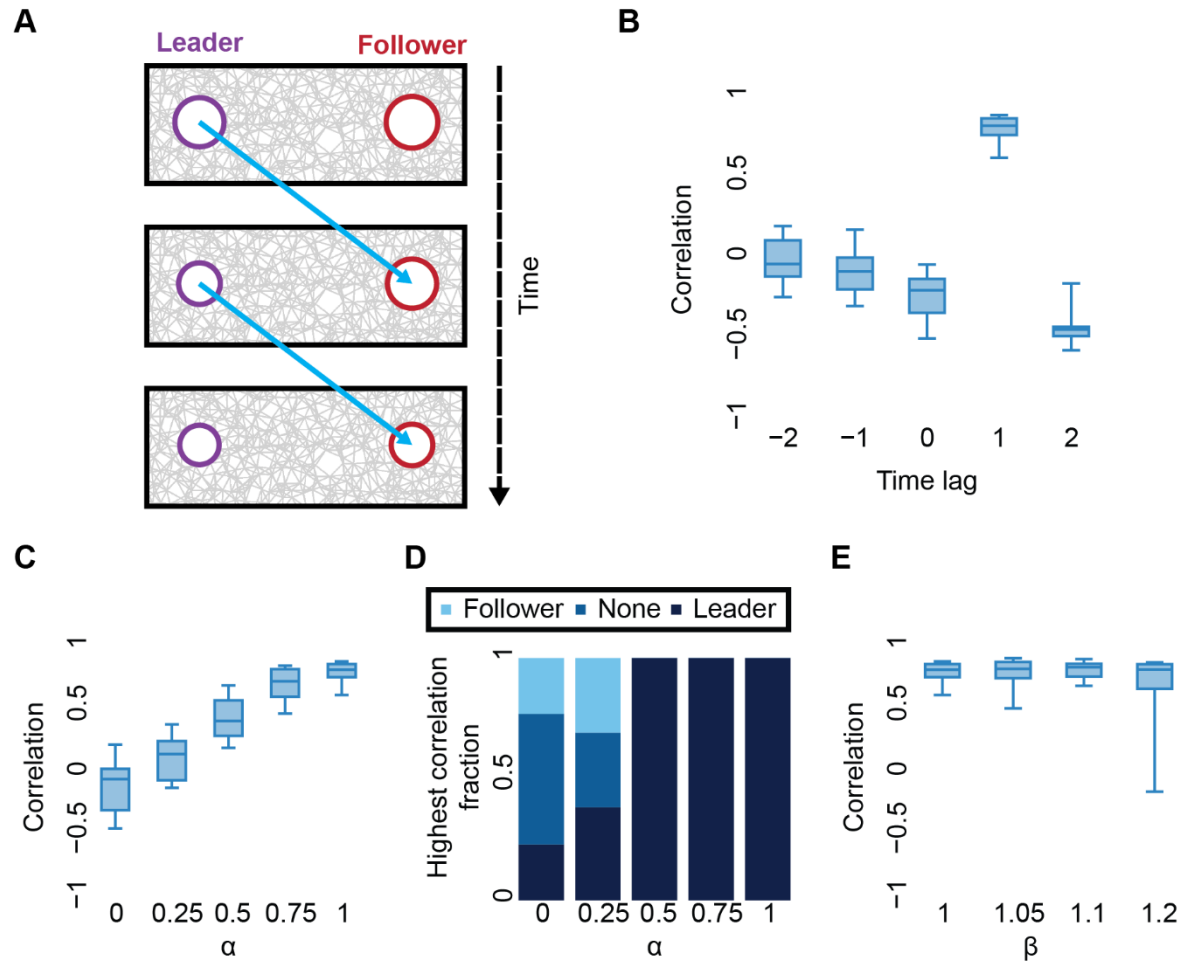 A
Leader
Follower
Time
B
Correlation
1
0.5
0
−0.5
−1
−2
−1
0
1
2
Time lag
C
Correlation
1
0.5
0
−0.5
−1
0
0.25
0.5
0.75
1
α
D
Follower
None
Leader
Highest correlation
fraction
1
0.5
0
0
0.25
0.5
0.75
1
α
E
Correlation
1
0.5
0
−0.5
−1
1
1.05
1.1
1.2
β